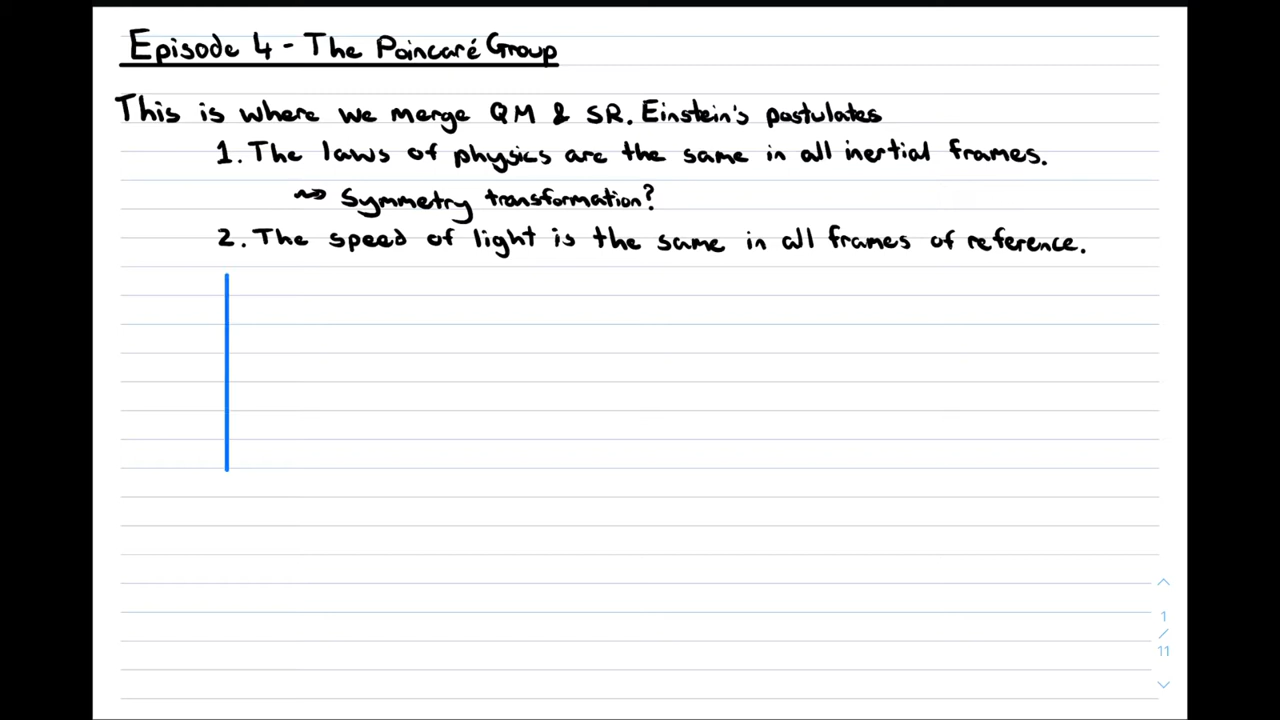 Episode 4 - The Poincaré Group
This is where we merge QM & SR. Einstein's postulates
1. The laws of physics are the same in all inertial frames.
⇝ Symmetry transformation?
2. The speed of light is the same in all frames of reference.
1
/
11